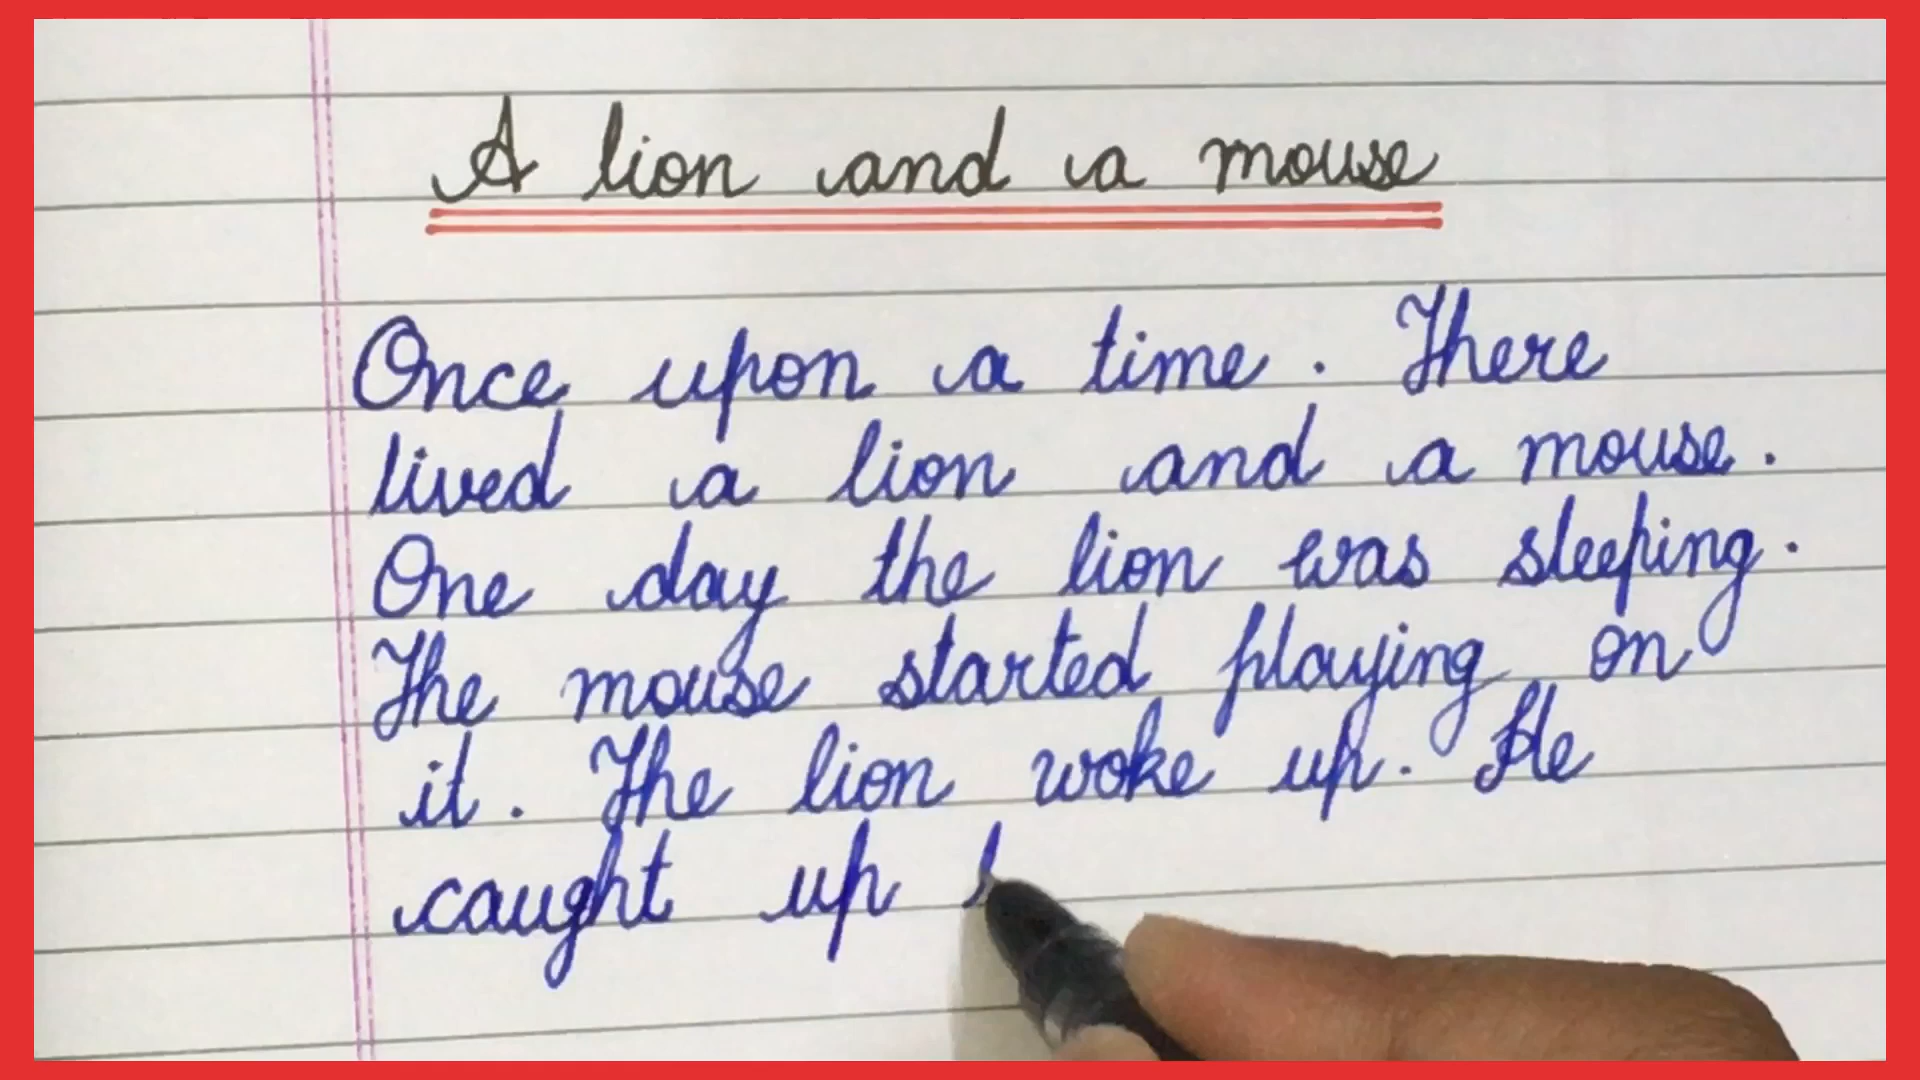 A lion and a mouse
Once upon a time. There
lived a lion and a mouse.
One day the lion was sleeping.
The mouse started playing on
it. The lion woke up. He
caught up